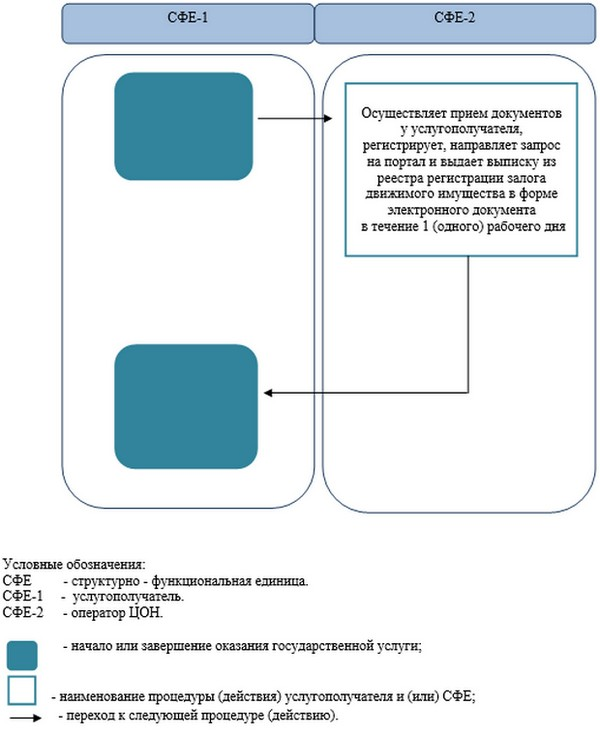 СФЕ-1
СФЕ-2
Осуществляет прием документов
у услугополучателя,
регистрирует, направляет запрос
на портал и выдает выписку из
реестра регистрации залога
движимого имущества в форме
электронного документа
в течение 1 (одного) рабочего дня
Условные обозначения:
СФЕ - структурно - функциональная единица.
СФЕ-1 - услугополучатель.
СФЕ-2 - оператор ЦОН.
- начало или завершение оказания государственной услуги;
- наименование процедуры (действия) услугополучателя и (или) СФЕ;
- переход к следующей процедуре (действию).